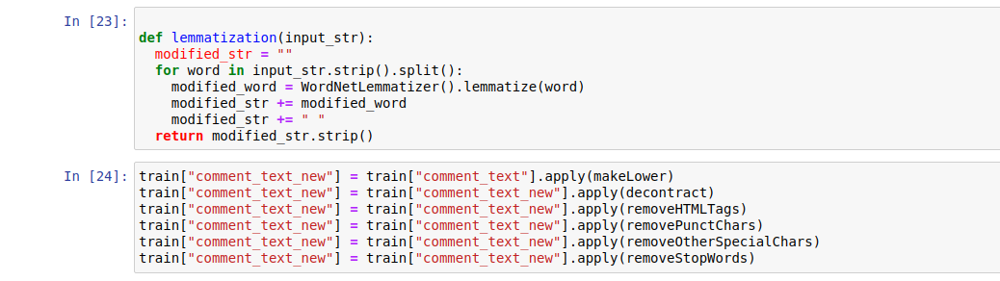 In [23]:
def lemmatization(input_str):
  modified_str = ""
  for word in input_str.strip().split():
    modified_word = WordNetLemmatizer().lemmatize(word)
    modified_str += modified_word
    modified_str += " "
  return modified_str.strip()
In [24]:
train["comment_text_new"] = train["comment_text"].apply(makeLower)
train["comment_text_new"] = train["comment_text_new"].apply(decontract)
train["comment_text_new"] = train["comment_text_new"].apply(removeHTMLTags)
train["comment_text_new"] = train["comment_text_new"].apply(removePunctChars)
train["comment_text_new"] = train["comment_text_new"].apply(removeOtherSpecialChars)
train["comment_text_new"] = train["comment_text_new"].apply(removeStopWords)